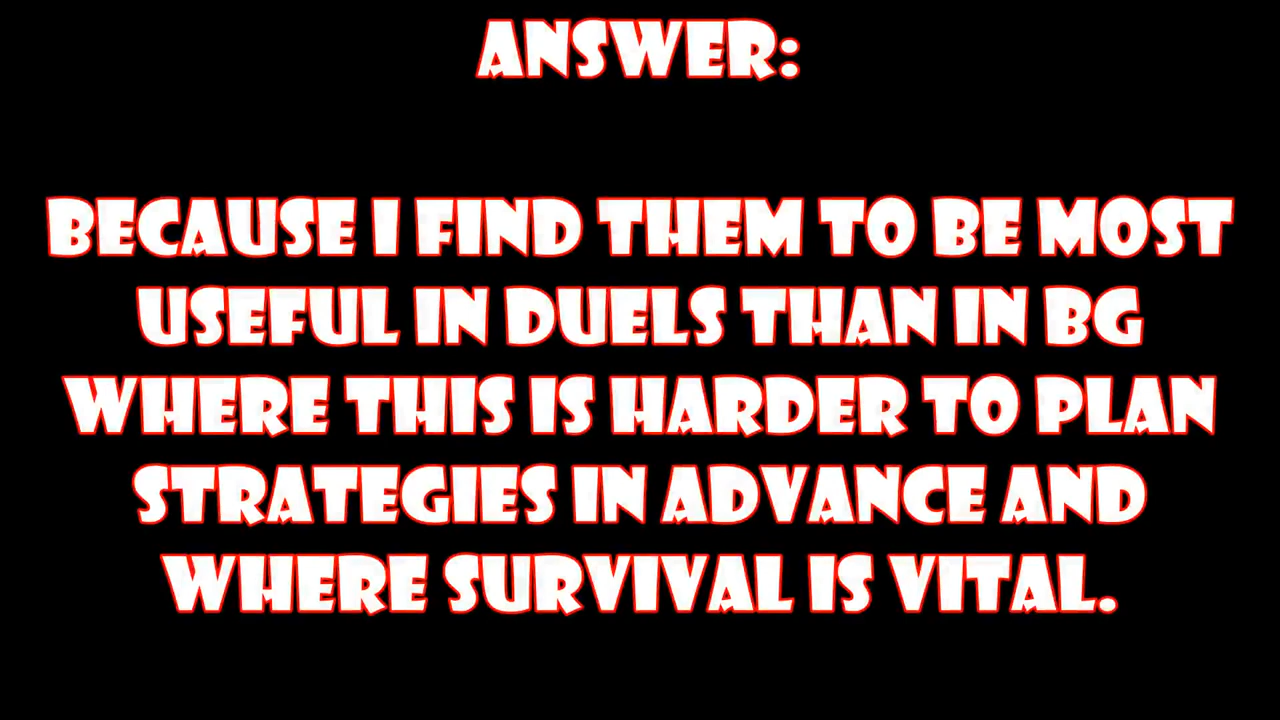 ANSWER:
BECAUSE I FIND THEM TO BE MOST
USEFUL IN DUELS THAN IN BG
WHERE THIS IS HARDER TO PLAN
STRATEGIES IN ADVANCE AND
WHERE SURVIVAL IS VITAL.